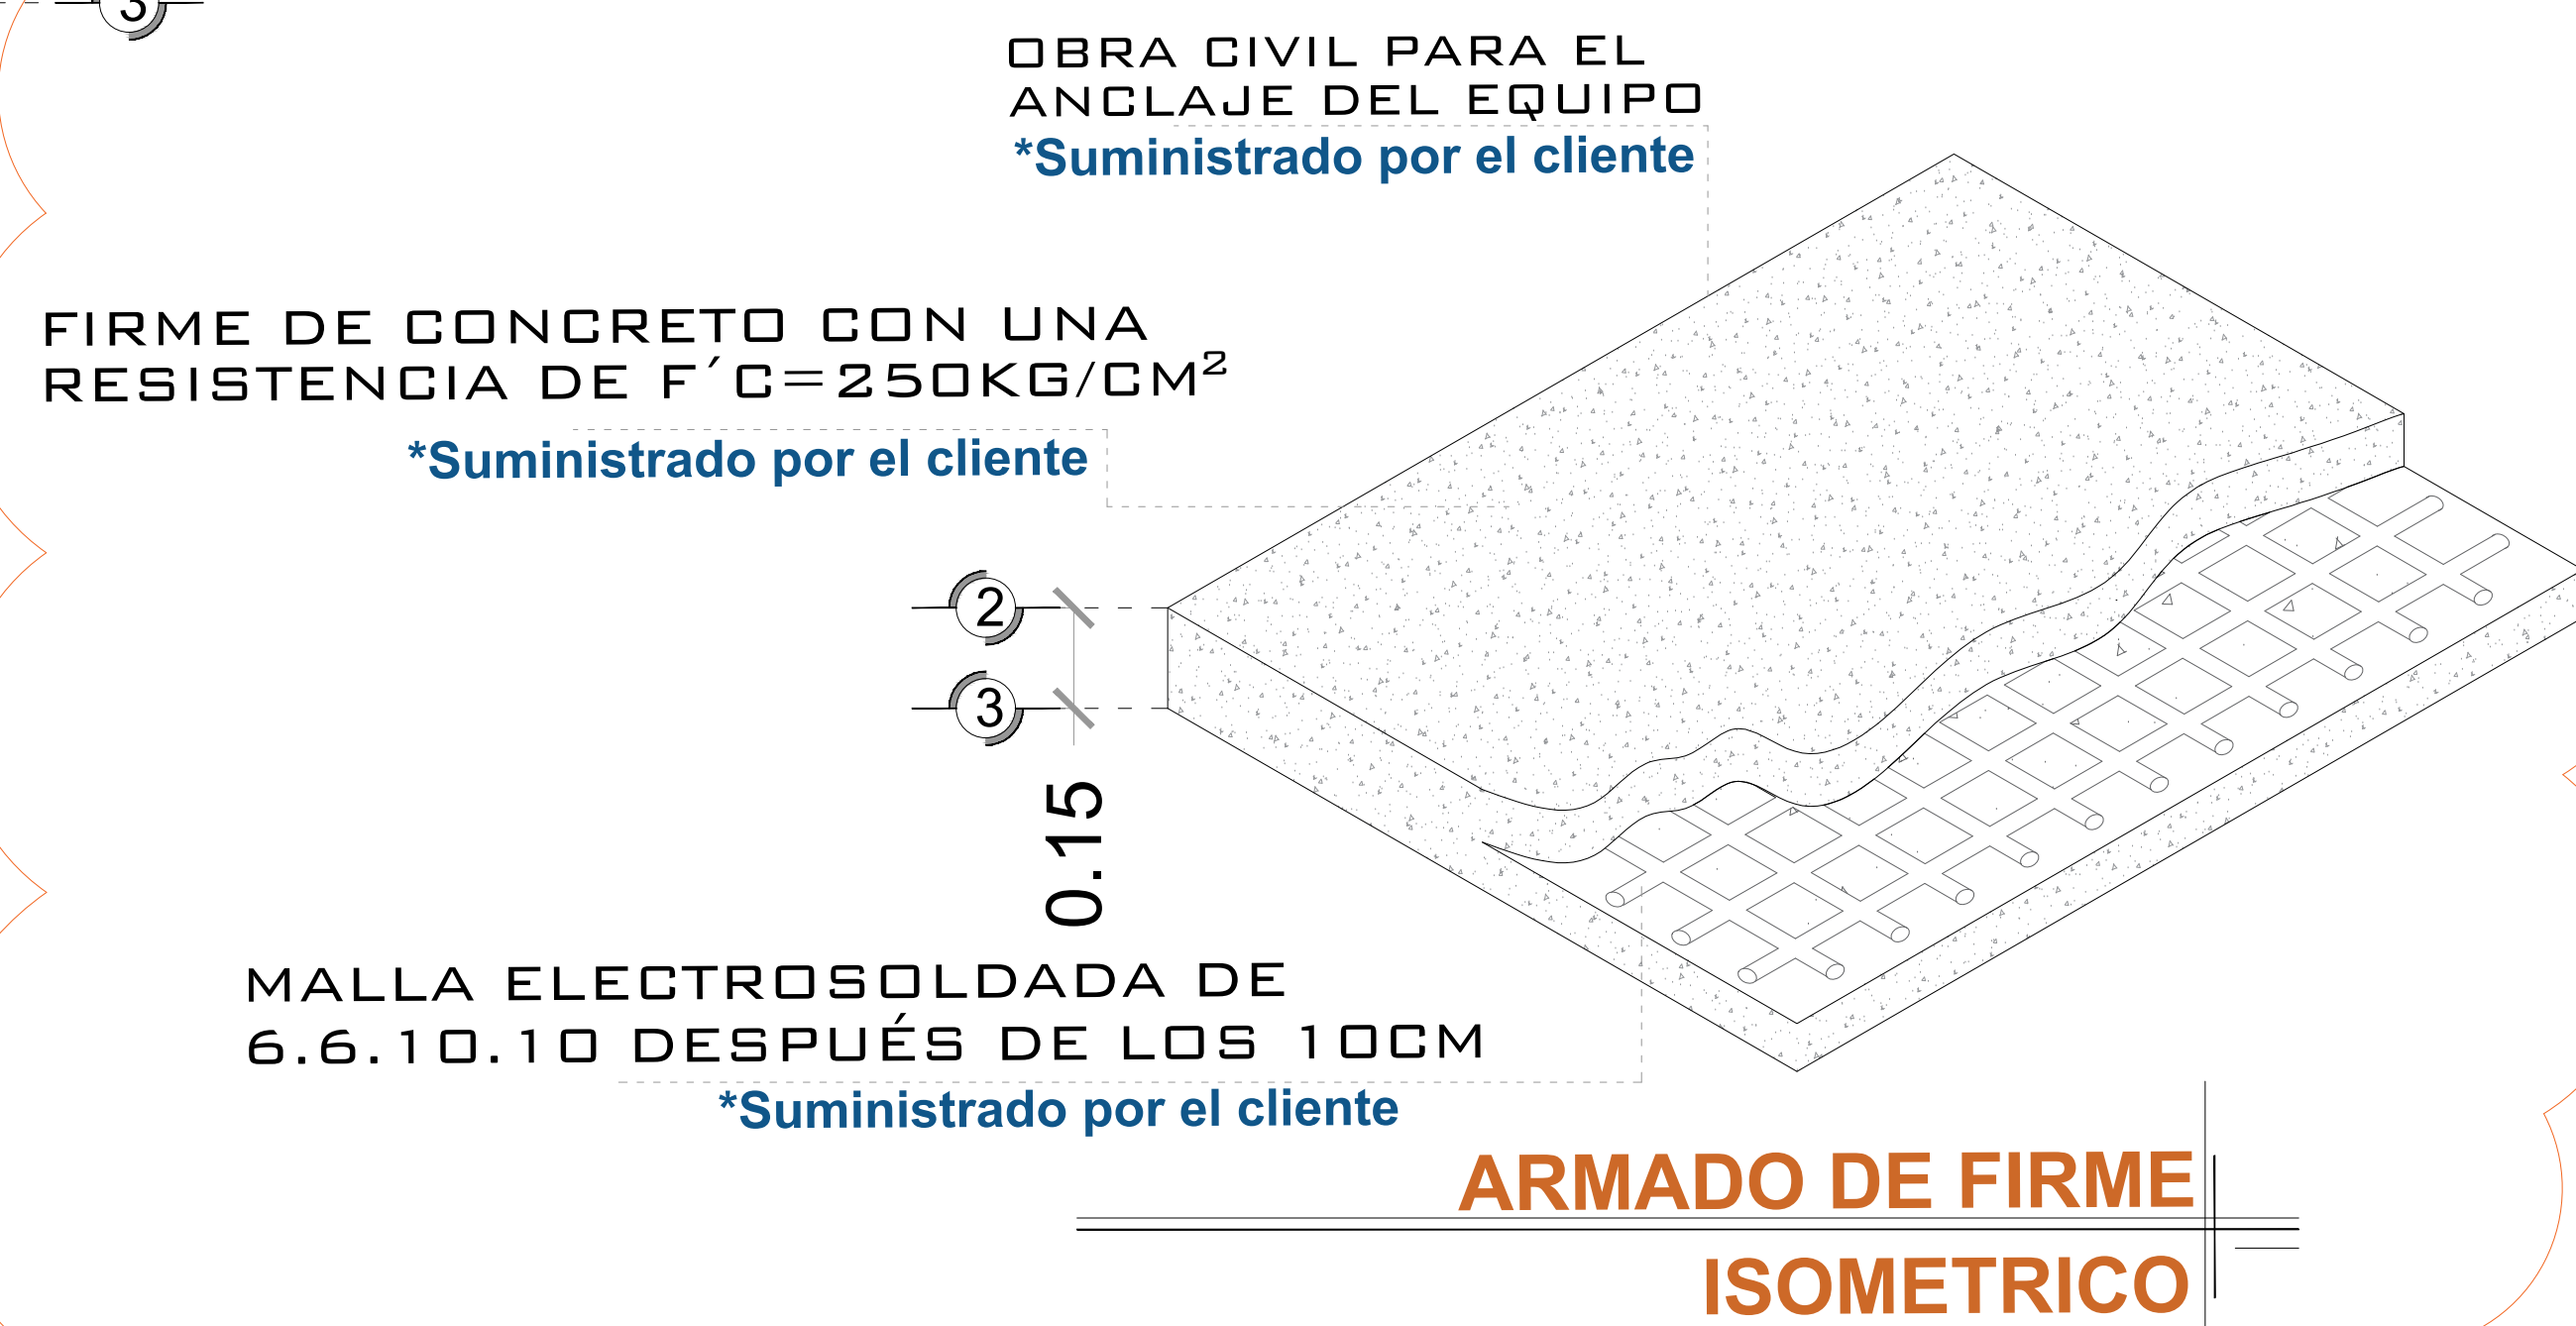 3
OBRA CIVIL PARA EL
ANCLAJE DEL EQUIPO
*Suministrado por el cliente
FIRME DE CONCRETO CON UNA
RESISTENCIA DE F´C=250KG/CM²
*Suministrado por el cliente
2
3
0.15
MALLA ELECTROSOLDADA DE
6.6.10.10 DESPUÉS DE LOS 10CM
*Suministrado por el cliente
ARMADO DE FIRME
ISOMETRICO